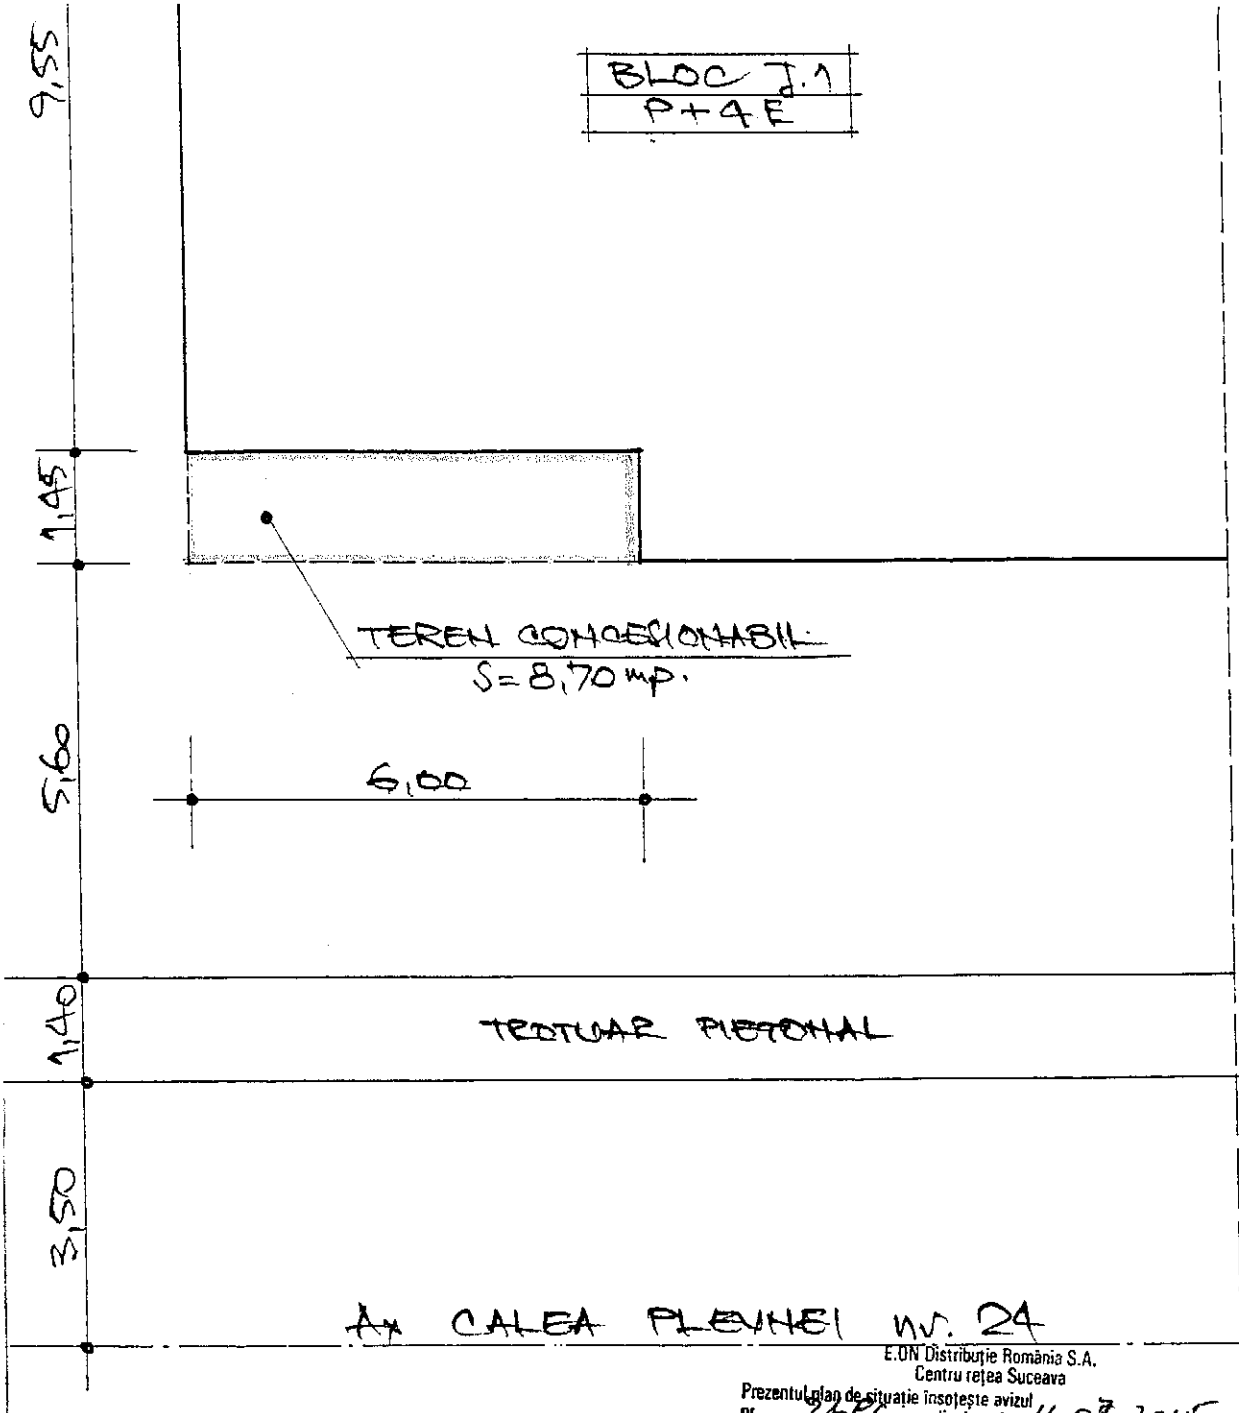 9,55
BLOC J.1
P+4E
1,45
TEREN CONCESIONABIL
S=8,70 mp.
5,60
6,00
1,40
TROTUAR PIETONAL
3,50
Ax CALEA PLEVNEI nr. 24
E.ON Distribuție România S.A.
Centru rețea Suceava
Prezentul plan de situație însoțește avizul